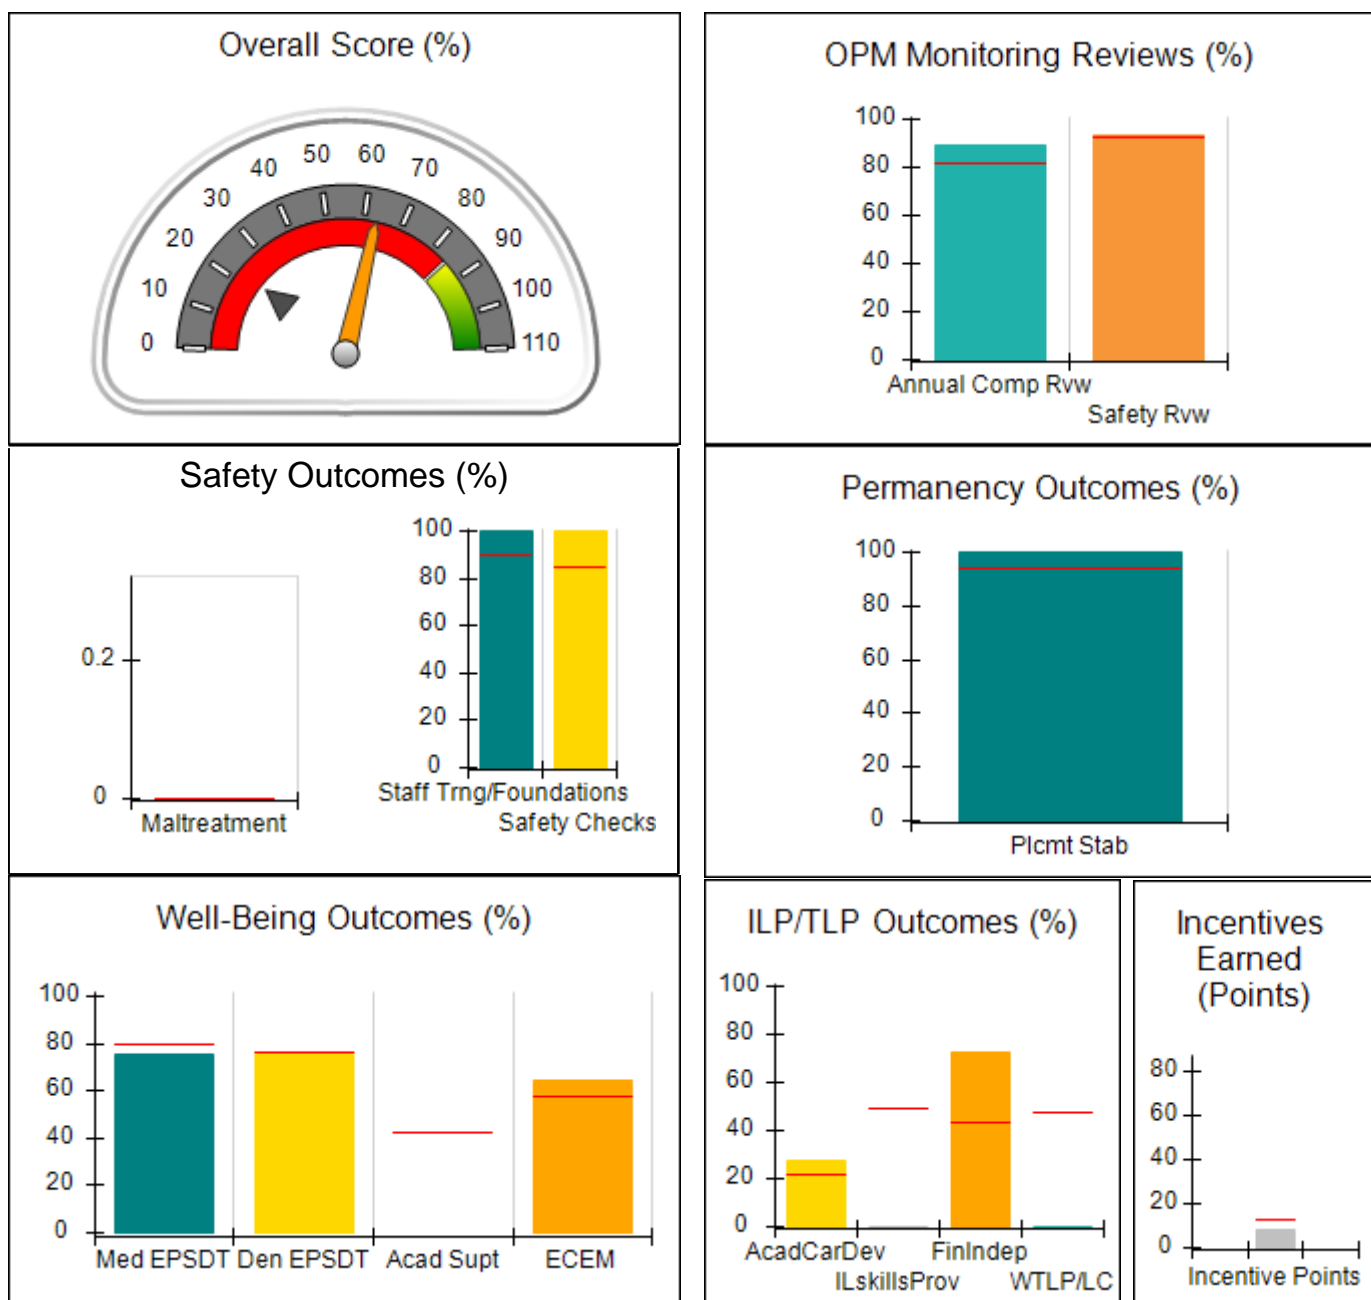 Overall Score (%)
0
10
20
30
40
50
60
70
80
90
100
110
OPM Monitoring Reviews (%)
100
80
60
40
20
0
Annual Comp Rvw
Safety Rvw
Safety Outcomes (%)
0.2
0
Maltreatment
100
80
60
40
20
0
Staff Trng/Foundations
Safety Checks
Permanency Outcomes (%)
100
80
60
40
20
0
Plcmt Stab
Well-Being Outcomes (%)
100
80
60
40
20
0
Med EPSDT Den EPSDT Acad Supt ECEM
ILP/TLP Outcomes (%)
100
80
60
40
20
0
AcadCarDev FinIndep
ILskillsProv WTLP/LC
Incentives
Earned
(Points)
80
60
40
20
0
Incentive Points